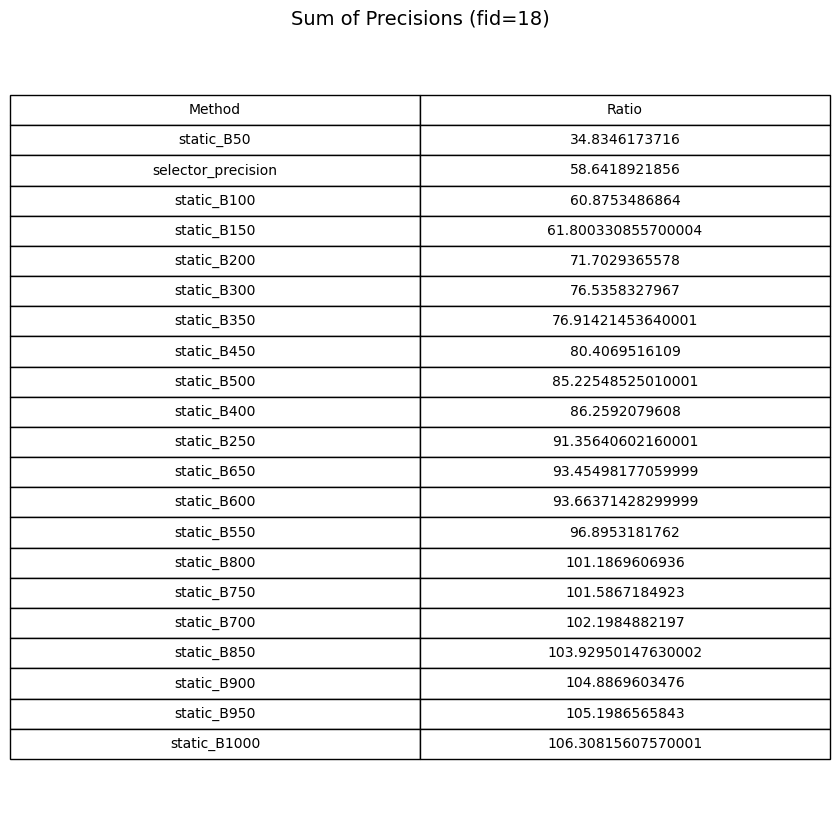 Sum of Precisions (fid=18)
Method Ratio
static_B50 34.8346173716
selector_precision 58.6418921856
static_B100 60.8753486864
static_B150 61.800330855700004
static_B200 71.7029365578
static_B300 76.5358327967
static_B350 76.91421453640001
static_B450 80.4069516109
static_B500 85.22548525010001
static_B400 86.2592079608
static_B250 91.35640602160001
static_B650 93.45498177059999
static_B600 93.66371428299999
static_B550 96.8953181762
static_B800 101.1869606936
static_B750 101.5867184923
static_B700 102.1984882197
static_B850 103.92950147630002
static_B900 104.8869603476
static_B950 105.1986565843
static_B1000 106.30815607570001